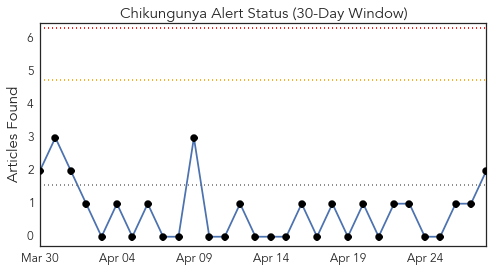 Chikungunya Alert Status (30-Day Window)
Articles Found
6
5
4
3
2
1
0
Mar 30 Apr 04 Apr 09 Apr 14 Apr 19 Apr 24